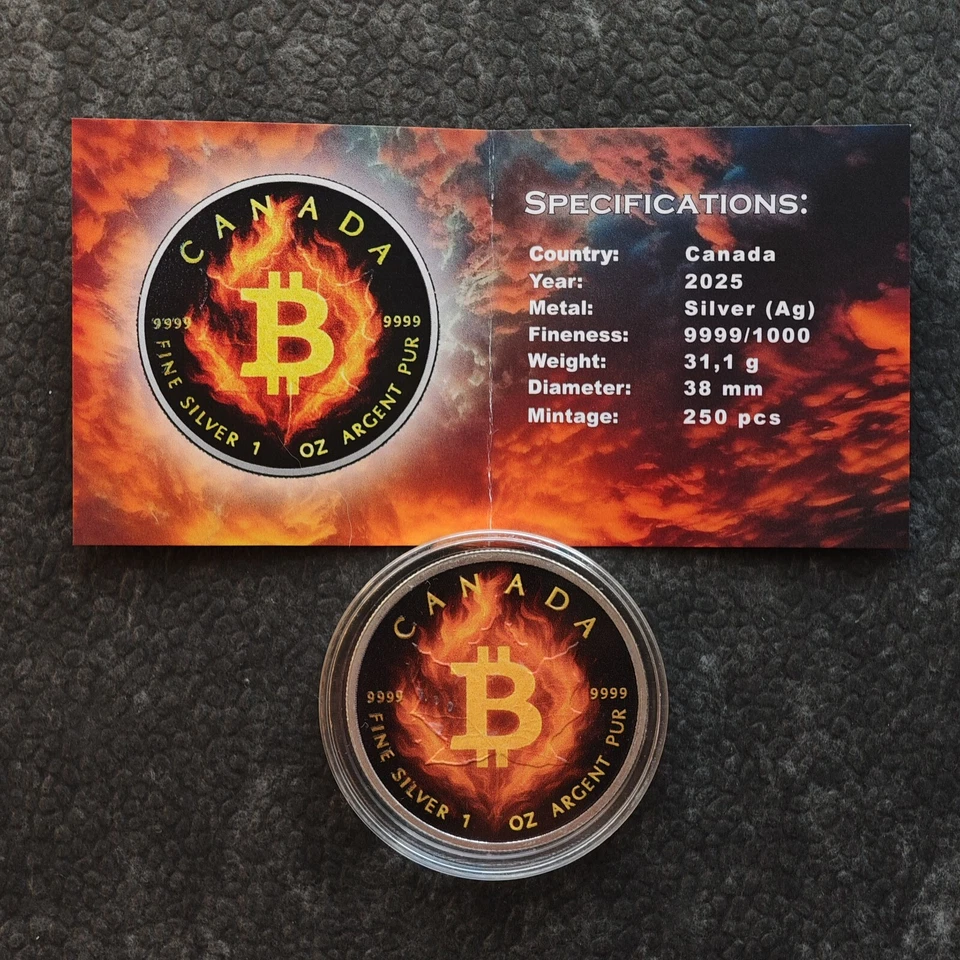 CANADA
9999
9999
FINE SILVER 1 OZ ARGENT PUR
SPECIFICATIONS:
Country: Canada
Year: 2025
Metal: Silver (Ag)
Fineness: 9999/1000
Weight: 31,1 g
Diameter: 38 mm
Mintage: 250 pcs
CANADA
9999
9999
FINE SILVER 1 OZ ARGENT PUR